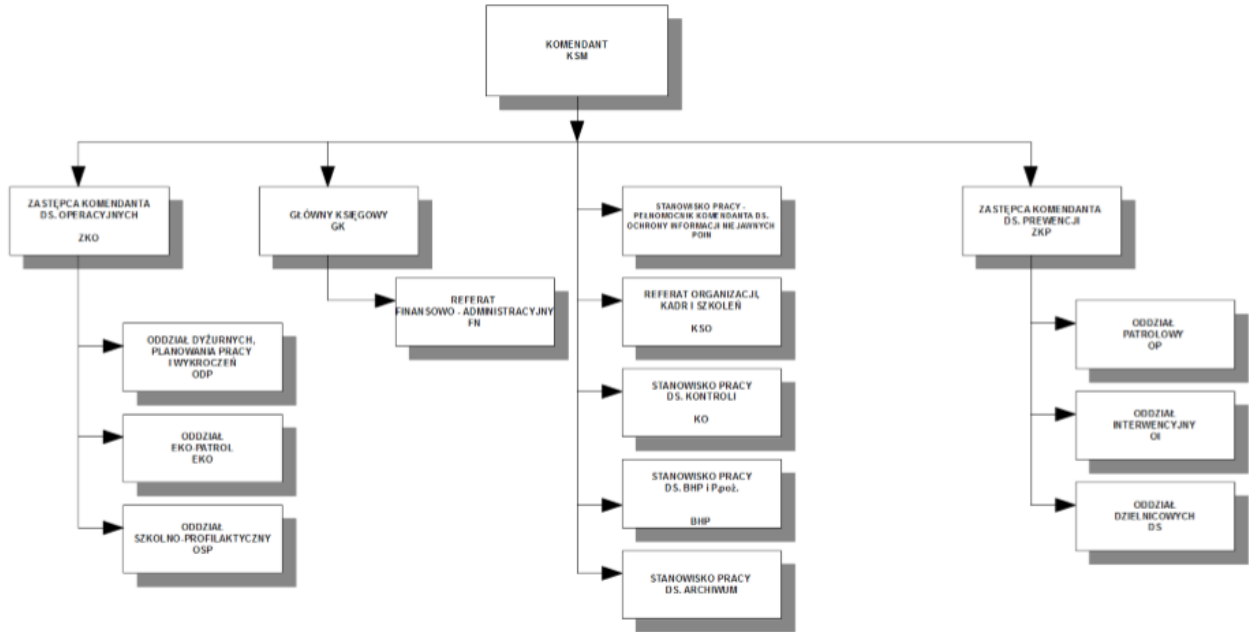 KOMENDANT
KSM
ZASTĘPCA KOMENDANTA
DS. OPERACYJNYCH
ZKO
GŁÓWNY KSIĘGOWY
GK
STANOWISKO PRACY -
PEŁNOMOCNIK KOMENDANTA DS.
OCHRONY INFORMACJI NIEJAWNYCH
POIN
ZASTĘPCA KOMENDANTA
DS. PREWENCJI
ZKP
REFERAT
FINANSOWO - ADMINISTRACYJNY
FN
REFERAT ORGANIZACJI,
KADR I SZKOLEŃ
KSO
ODDZIAŁ DYŻURNYCH,
PLANOWANIA PRACY
I WYKROCZEŃ
ODP
ODDZIAŁ
PATROLOWY
OP
STANOWISKO PRACY
DS. KONTROLI
KO
ODDZIAŁ
EKO-PATROL
EKO
ODDZIAŁ
INTERWENCYJNY
OI
STANOWISKO PRACY
DS. BHP i P.poż.
BHP
ODDZIAŁ
SZKOLNO-PROFILAKTYCZNY
OSP
ODDZIAŁ
DZIELNICOWYCH
DS
STANOWISKO PRACY
DS. ARCHIWUM